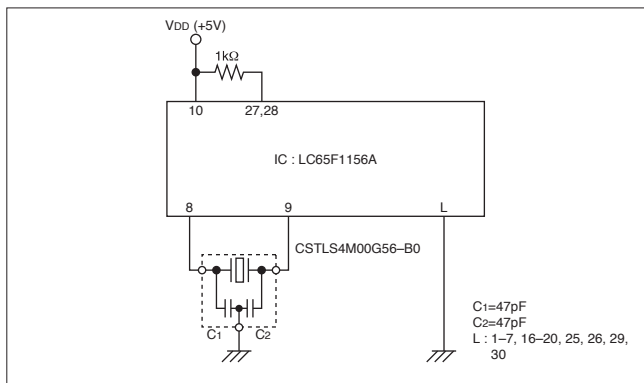 VDD (+5V)
1kΩ
10
27,28
IC : LC65F1156A
8
9
L
CSTLS4M00G56–B0
C1
C2
C1=47pF
C2=47pF
L : 1–7, 16–20, 25, 26, 29,
30